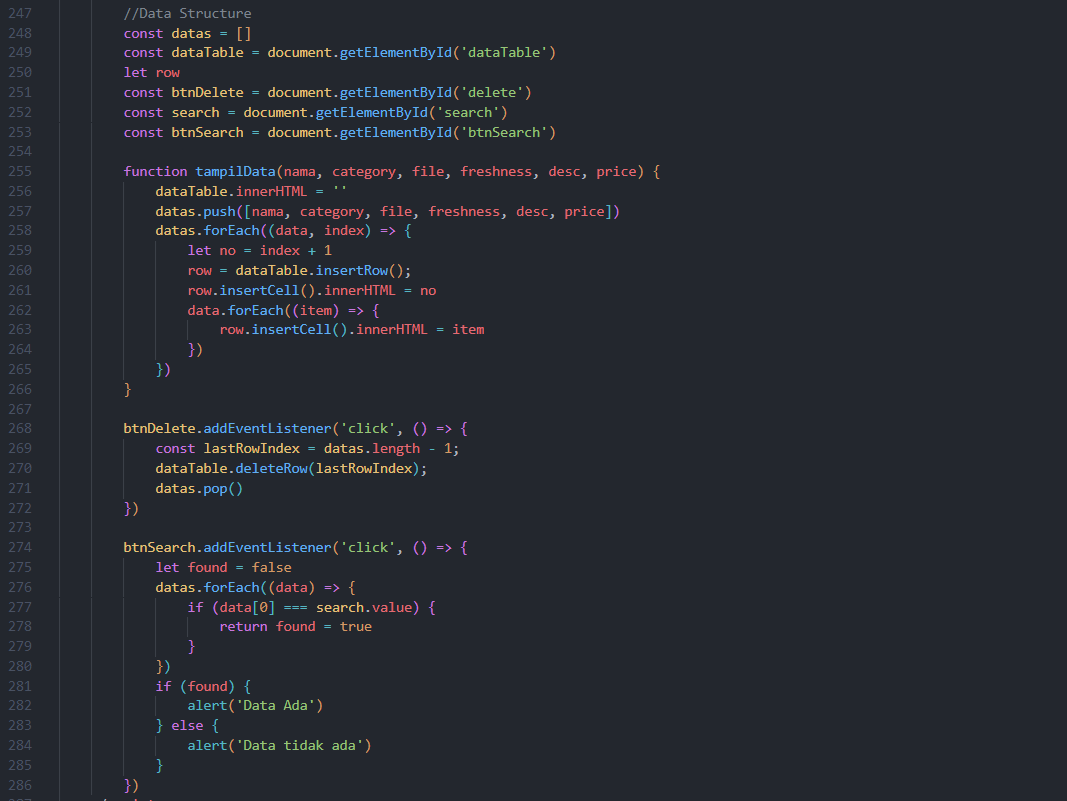 247 //Data Structure
248 const datas = []
249 const dataTable = document.getElementById('dataTable')
250 let row
251 const btnDelete = document.getElementById('delete')
252 const search = document.getElementById('search')
253 const btnSearch = document.getElementById('btnSearch')
254
255 function tampilData(nama, category, file, freshness, desc, price) {
256     dataTable.innerHTML = ''
257     datas.push([nama, category, file, freshness, desc, price])
258     datas.forEach((data, index) => {
259         let no = index + 1
260         row = dataTable.insertRow();
261         row.insertCell().innerHTML = no
262         data.forEach((item) => {
263             row.insertCell().innerHTML = item
264         })
265     })
266 }
267
268 btnDelete.addEventListener('click', () => {
269     const lastRowIndex = datas.length - 1;
270     dataTable.deleteRow(lastRowIndex);
271     datas.pop()
272 })
273
274 btnSearch.addEventListener('click', () => {
275     let found = false
276     datas.forEach((data) => {
277         if (data[0] === search.value) {
278             return found = true
279         }
280     })
281     if (found) {
282         alert('Data Ada')
283     } else {
284         alert('Data tidak ada')
285     }
286 })